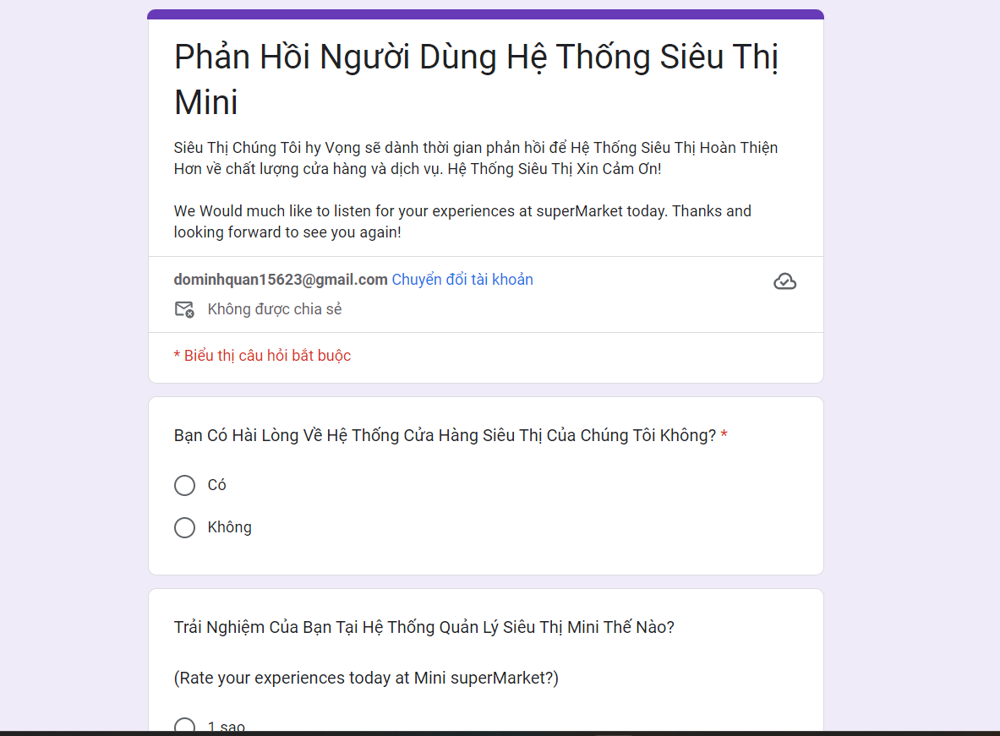 Phản Hồi Người Dùng Hệ Thống Siêu Thị
Mini
Siêu Thị Chúng Tôi hy Vọng sẽ dành thời gian phản hồi để Hệ Thống Siêu Thị Hoàn Thiện
Hơn về chất lượng cửa hàng và dịch vụ. Hệ Thống Siêu Thị Xin Cảm Ơn!
We Would much like to listen for your experiences at superMarket today. Thanks and
looking forward to see you again!
dominhquan15623@gmail.com Chuyển đổi tài khoản
Không được chia sẻ
* Biểu thị câu hỏi bắt buộc
Bạn Có Hài Lòng Về Hệ Thống Cửa Hàng Siêu Thị Của Chúng Tôi Không? *
Có
Không
Trải Nghiệm Của Bạn Tại Hệ Thống Quản Lý Siêu Thị Mini Thế Nào?
(Rate your experiences today at Mini superMarket?)
1 sao